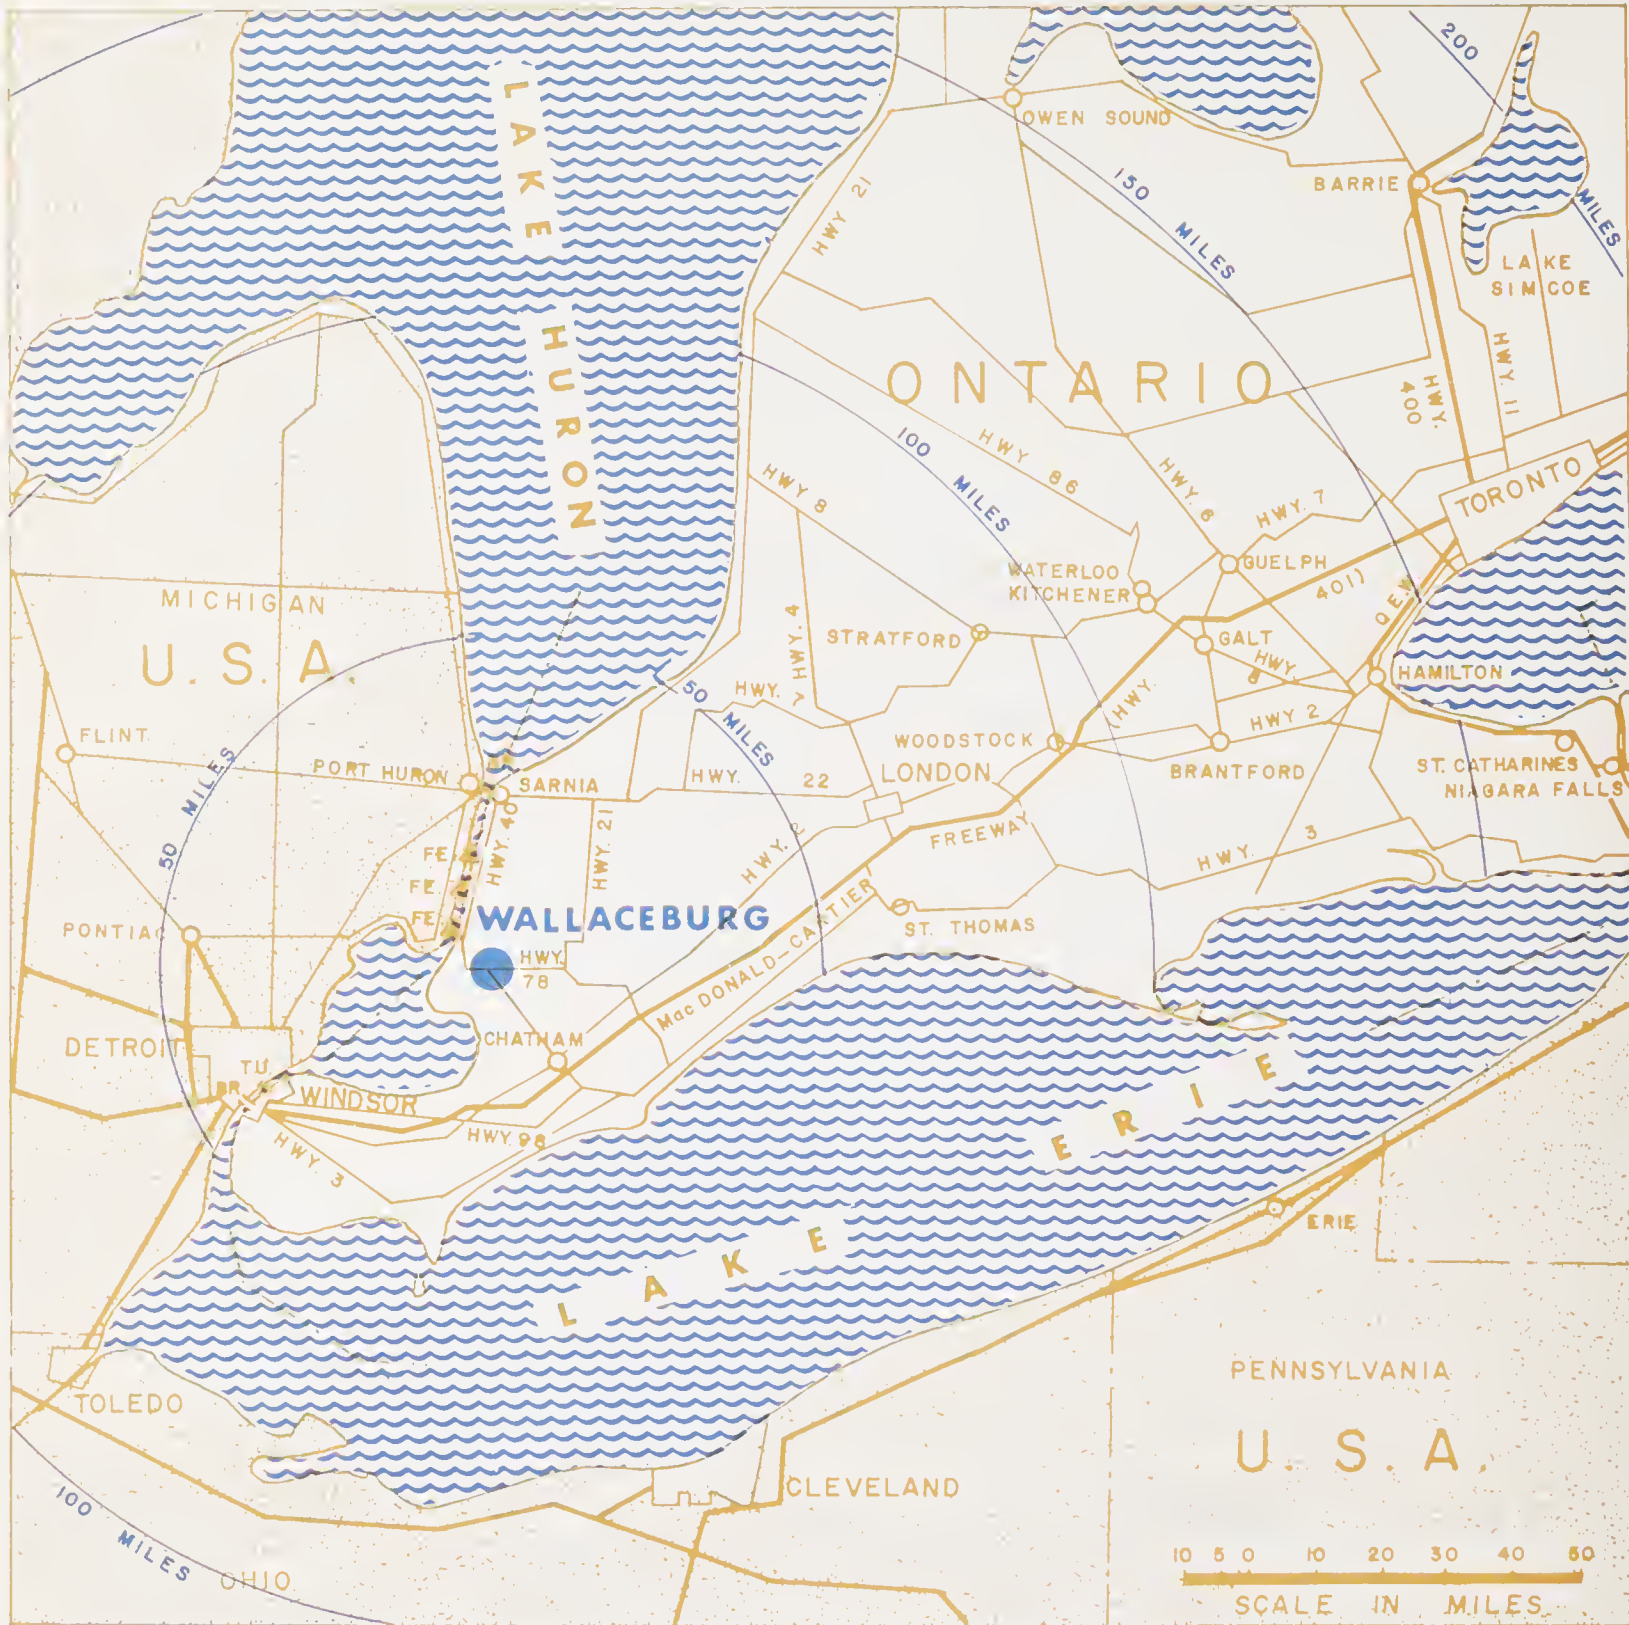 200
MILES
LAKE HURON
OWEN SOUND
BARRIE
150 MILES
HWY 21
LAKE
SIMCOE
HWY. 11
HWY.
400
ONTARIO
100 MILES
HWY 86
HWY 8
HWY. 6
HWY. 7
TORONTO
WATERLOO
KITCHENER
GUELPH
401)
Q.E.W.
MICHIGAN
U. S. A.
HWY. 4
STRATFORD
GALT
HWY.
8
HAMILTON
50 MILES
HWY.
7
(HWY.
HWY 2
FLINT
50 MILES
PORT HURON
SARNIA
HWY. 22
WOODSTOCK
LONDON
BRANTFORD
ST. CATHARINES
NIAGARA FALLS
HWY. 40
HWY. 21
HWY. 2
FREEWAY
HWY. 3
FE
FE
FE
WALLACEBURG
HWY.
78
MacDONALD-CARTIER
ST. THOMAS
PONTIAC
DETROIT
TU.
BR.
WINDSOR
CHATHAM
HWY. 98
HWY. 3
LAKE ERIE
ERIE
TOLEDO
CLEVELAND
PENNSYLVANIA
U. S. A.
100 MILES
OHIO
10 5 0 10 20 30 40 50
SCALE IN MILES